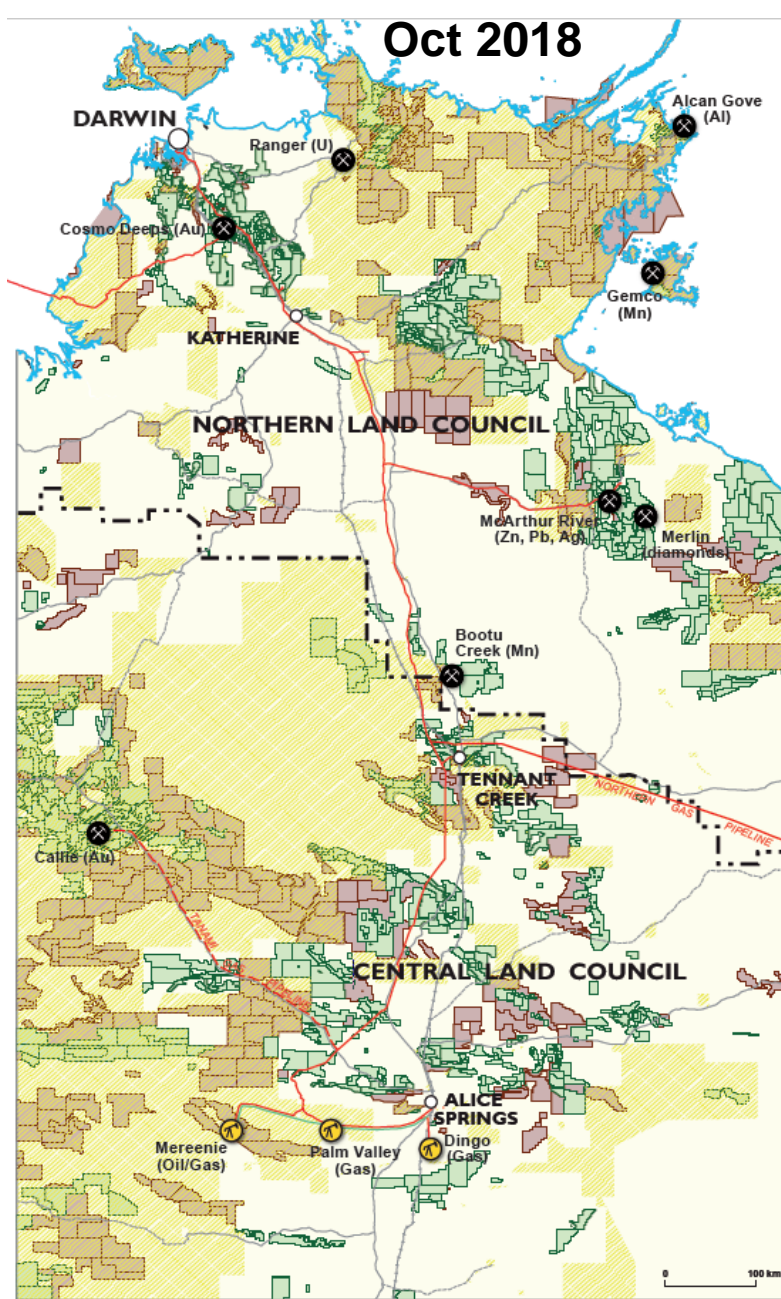 Oct 2018
DARWIN
Alcan Gove
(Al)
Ranger (U)
Cosmo Deeps (Au)
Gemco
(Mn)
KATHERINE
NORTHERN LAND COUNCIL
McArthur River
(Zn, Pb, Ag)
Merlin
(diamonds)
Bootu
Creek (Mn)
TENNANT
CREEK
NORTHERN GAS PIPELINE
Callie (Au)
TANAMI GAS PIPELINE
CENTRAL LAND COUNCIL
ALICE
SPRINGS
Mereenie
(Oil/Gas)
Palm Valley
(Gas)
Dingo
(Gas)
0 100 km